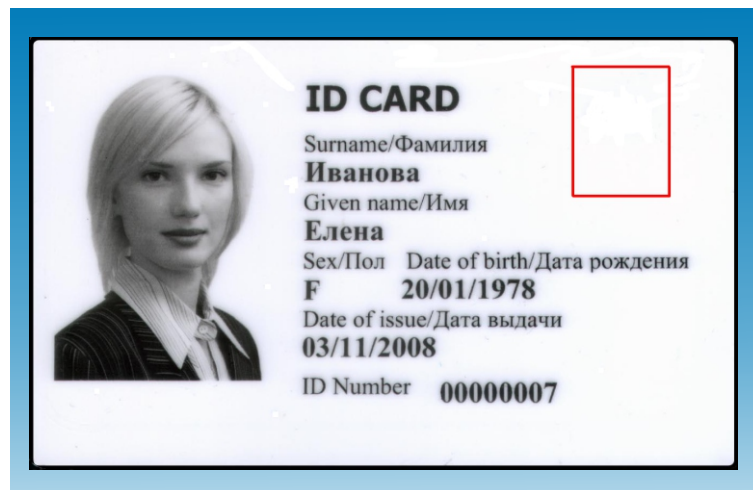 ID CARD
Surname/Фамилия
Иванова
Given name/Имя
Елена
Sex/Пол Date of birth/Дата рождения
F 20/01/1978
Date of issue/Дата выдачи
03/11/2008
ID Number 00000007